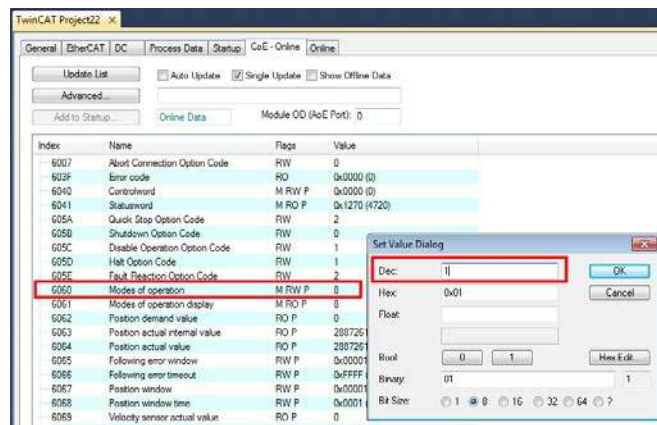 TwinCAT Project22
General EtherCAT DC Process Data Startup CoE - Online Online
Update List Auto Update Single Update Show Offline Data
Advanced...
Add to Startup... Online Data Module OD (AoE Port): 0
Index Name Flags Value
6007 Abort Connection Option Code RW 0
603F Error code RO 0x0000 (0)
6040 Controlword M RW P 0x0000 (0)
6041 Statusword M RO P 0x1270 (4720)
605A Quick Stop Option Code RW 2
605B Shutdown Option Code RW 0
605C Disable Operation Option Code RW 1
605D Halt Option Code RW 1
605E Fault Reaction Option Code RW 2
6060 Modes of operation M RW P 8
6061 Modes of operation display M RO P 8
6062 Position demand value RO P 0
6063 Position actual internal value RO P 2887261
6064 Position actual value RO P 2887261
6065 Following error window RW P 0x00001
6066 Following error timeout RW P 0xFFFF (
6067 Position window RW P 0x00001
6068 Position window time RW P 0x0001 (
6069 Velocity sensor actual value RO P 0
Set Value Dialog
Dec: 1 OK
Hex: 0x01 Cancel
Float:
Bool: 0 1 Hex Edit...
Binary: 01 1
Bit Size: 1 8 16 32 64 ?